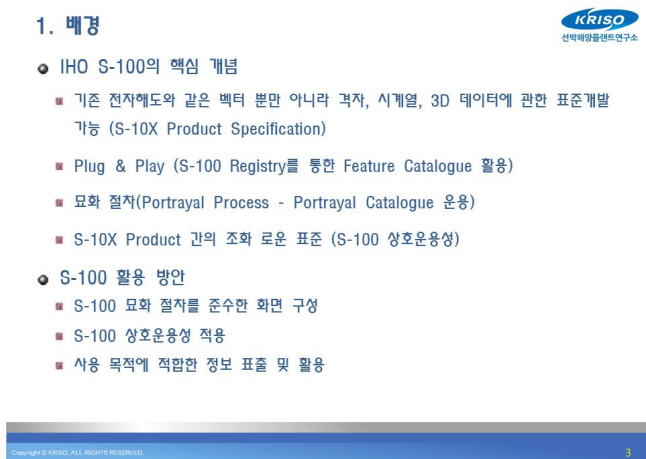 1. 배경
KRISO
선박해양플랜트연구소
IHO S-100의 핵심 개념
기존 전자해도와 같은 벡터 뿐만 아니라 격자, 시계열, 3D 데이터에 관한 표준개발
가능 (S-10X Product Specification)
Plug & Play (S-100 Registry를 통한 Feature Catalogue 활용)
묘화 절차(Portrayal Process - Portrayal Catalogue 운용)
S-10X Product 간의 조화 로운 표준 (S-100 상호운용성)
S-100 활용 방안
S-100 묘화 절차를 준수한 화면 구성
S-100 상호운용성 적용
사용 목적에 적합한 정보 표출 및 활용
Copyright © KRISO, ALL RIGHTS RESERVED.
3